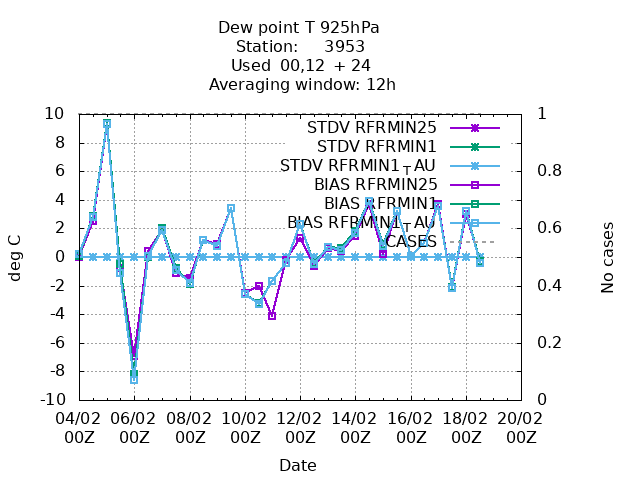 Dew point T 925hPa
Station: 3953
Used 00,12 + 24
Averaging window: 12h
10
8
6
4
2
0
-2
-4
-6
-8
-10
1
0.8
0.6
0.4
0.2
0
deg C
No cases
STDV RFRMIN25
STDV RFRMIN1
STDV RFRMIN1_T AU
BIAS RFRMIN25
BIAS RFRMIN1
BIAS RFRMIN1_T AU
CASES
04/02 06/02 08/02 10/02 12/02 14/02 16/02 18/02 20/02
00Z 00Z 00Z 00Z 00Z 00Z 00Z 00Z 00Z
Date